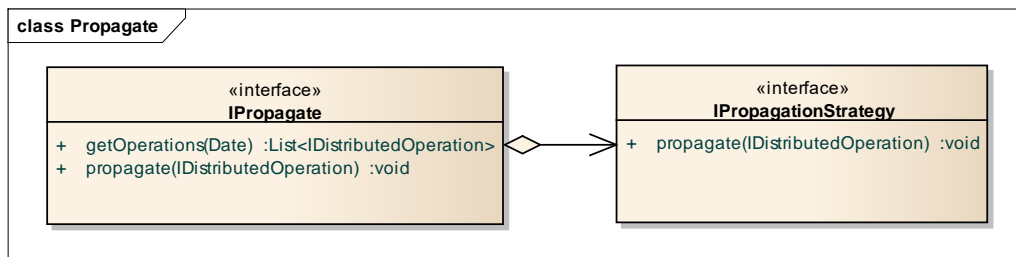 class Propagate
«interface»
IPropagate
+ getOperations(Date) :List<IDistributedOperation>
+ propagate(IDistributedOperation) :void
«interface»
IPropagationStrategy
+ propagate(IDistributedOperation) :void